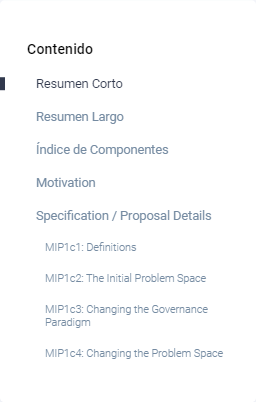 Contenido
Resumen Corto
Resumen Largo
Índice de Componentes
Motivation
Specification / Proposal Details
MIP1c1: Definitions
MIP1c2: The Initial Problem Space
MIP1c3: Changing the Governance
Paradigm
MIP1c4: Changing the Problem Space